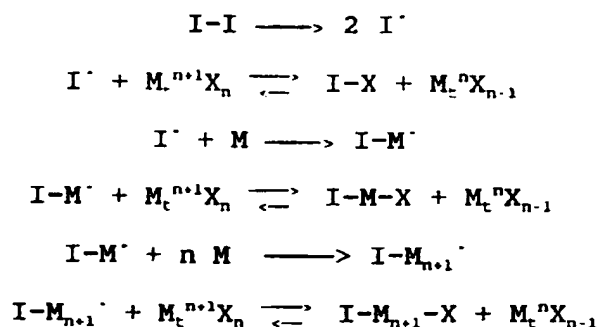 I-I ⟶ 2 I˙
I˙ + Mₜⁿ⁺¹Xₙ ⇌ I-X + MₜⁿXₙ₋₁
I˙ + M ⟶ I-M˙
I-M˙ + Mₜⁿ⁺¹Xₙ ⇌ I-M-X + MₜⁿXₙ₋₁
I-M˙ + n M ⟶ I-Mₙ₊₁˙
I-Mₙ₊₁˙ + Mₜⁿ⁺¹Xₙ ⇌ I-Mₙ₊₁-X + MₜⁿXₙ₋₁